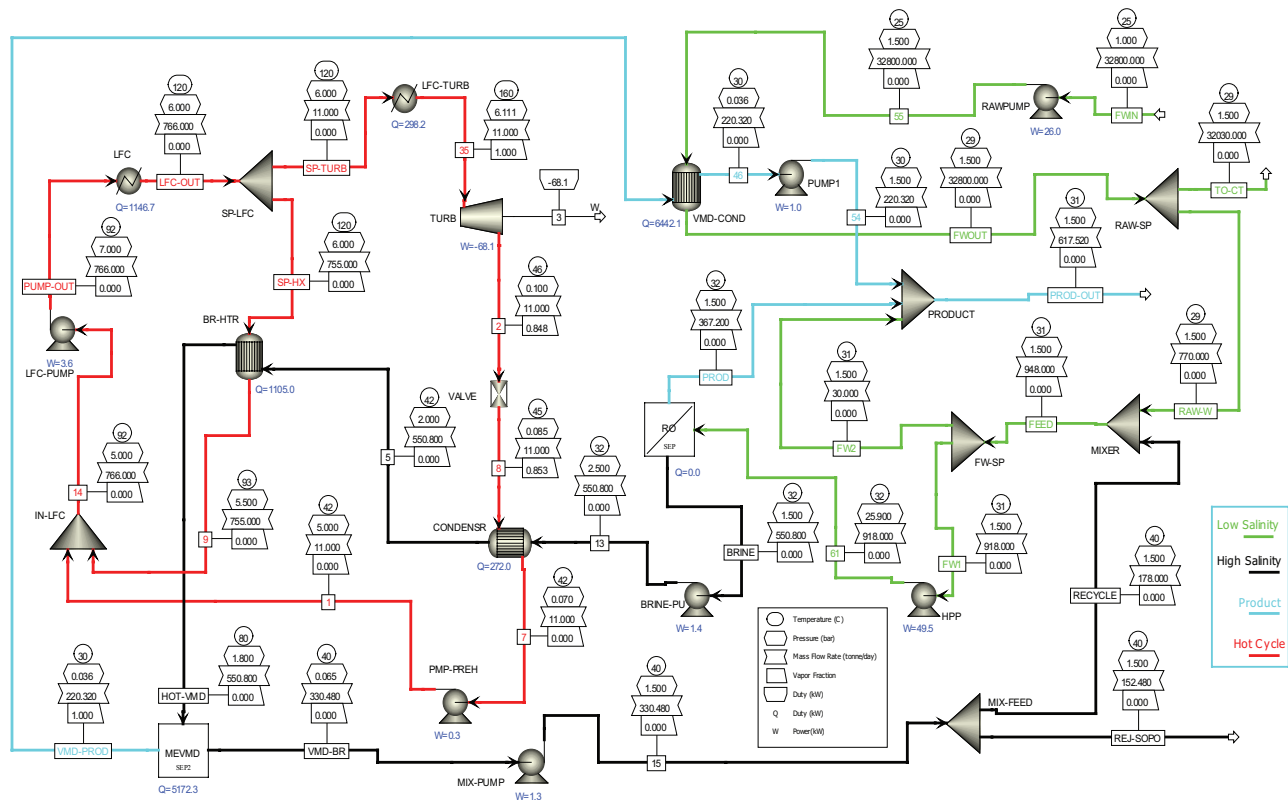 120
6.000
766.000
0.000
LFC-OUT
LFC
Q=1146.7
120
6.000
11.000
0.000
SP-TURB
LFC-TURB
Q=298.2
SP-LFC
160
6.111
11.000
1.000
35
-68.1
3
W
TURB
W=-68.1
92
7.000
766.000
0.000
PUMP-OUT
W=3.6
LFC-PUMP
120
6.000
755.000
0.000
SP-HX
BR-HTR
Q=1105.0
46
0.100
11.000
0.848
2
VALVE
45
0.085
11.000
0.853
8
42
2.000
550.800
0.000
5
CONDENSR
Q=272.0
92
5.000
766.000
0.000
14
IN-LFC
93
5.500
755.000
0.000
9
42
5.000
11.000
0.000
1
42
0.070
11.000
0.000
7
PMP-PREH
W=0.3
32
2.500
550.800
0.000
13
BRINE-PU
W=1.4
80
1.800
550.800
0.000
HOT-VMD
30
0.036
220.320
1.000
VMD-PROD
MEVMD
SEP2
Q=5172.3
40
0.065
330.480
0.000
VMD-BR
MIX-PUMP
W=1.3
40
1.500
330.480
0.000
15
MIX-FEED
40
1.500
152.480
0.000
REJ-SOPO
40
1.500
178.000
0.000
RECYCLE
25
1.500
32800.000
0.000
55
RAWPUMP
W=26.0
25
1.000
32800.000
0.000
FWIN
30
0.036
220.320
0.000
46
PUMP1
W=1.0
VMD-COND
Q=6442.1
30
1.500
220.320
0.000
54
29
1.500
32800.000
0.000
FWOUT
29
1.500
32030.000
0.000
TO-CT
RAW-SP
31
1.500
617.520
0.000
PROD-OUT
PRODUCT
32
1.500
367.200
0.000
PROD
RO
SEP
Q=0.0
31
1.500
30.000
0.000
FW2
31
1.500
948.000
0.000
FEED
29
1.500
770.000
0.000
RAW-W
MIXER
FW-SP
32
1.500
550.800
0.000
BRINE
32
25.900
918.000
0.000
61
31
1.500
918.000
0.000
FW1
HPP
W=49.5
Temperature (C)
Pressure (bar)
Mass Flow Rate (tonne/day)
Vapor Fraction
Duty (kW)
Q Duty (kW)
W Power(kW)
Low Salinity
High Salinity
Product
Hot Cycle